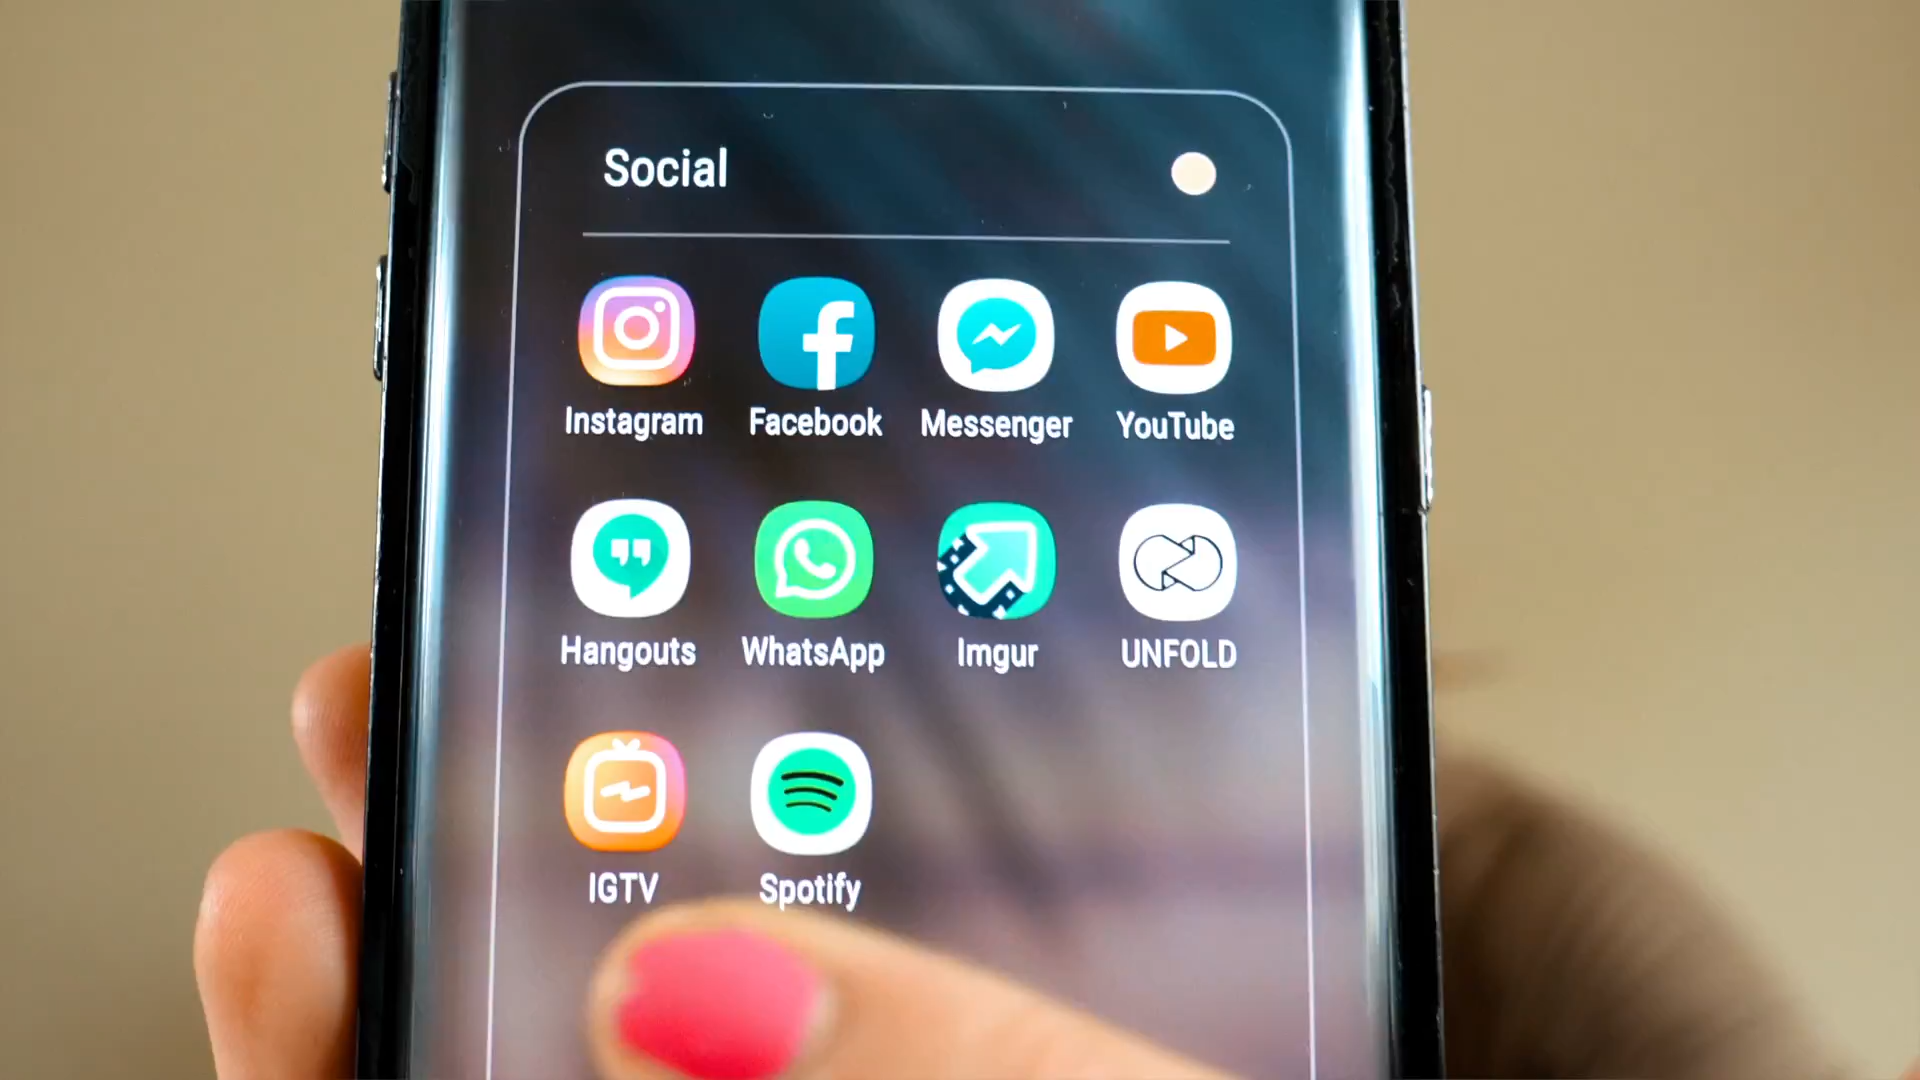 Social
Instagram Facebook Messenger YouTube
Hangouts WhatsApp Imgur UNFOLD
IGTV Spotify